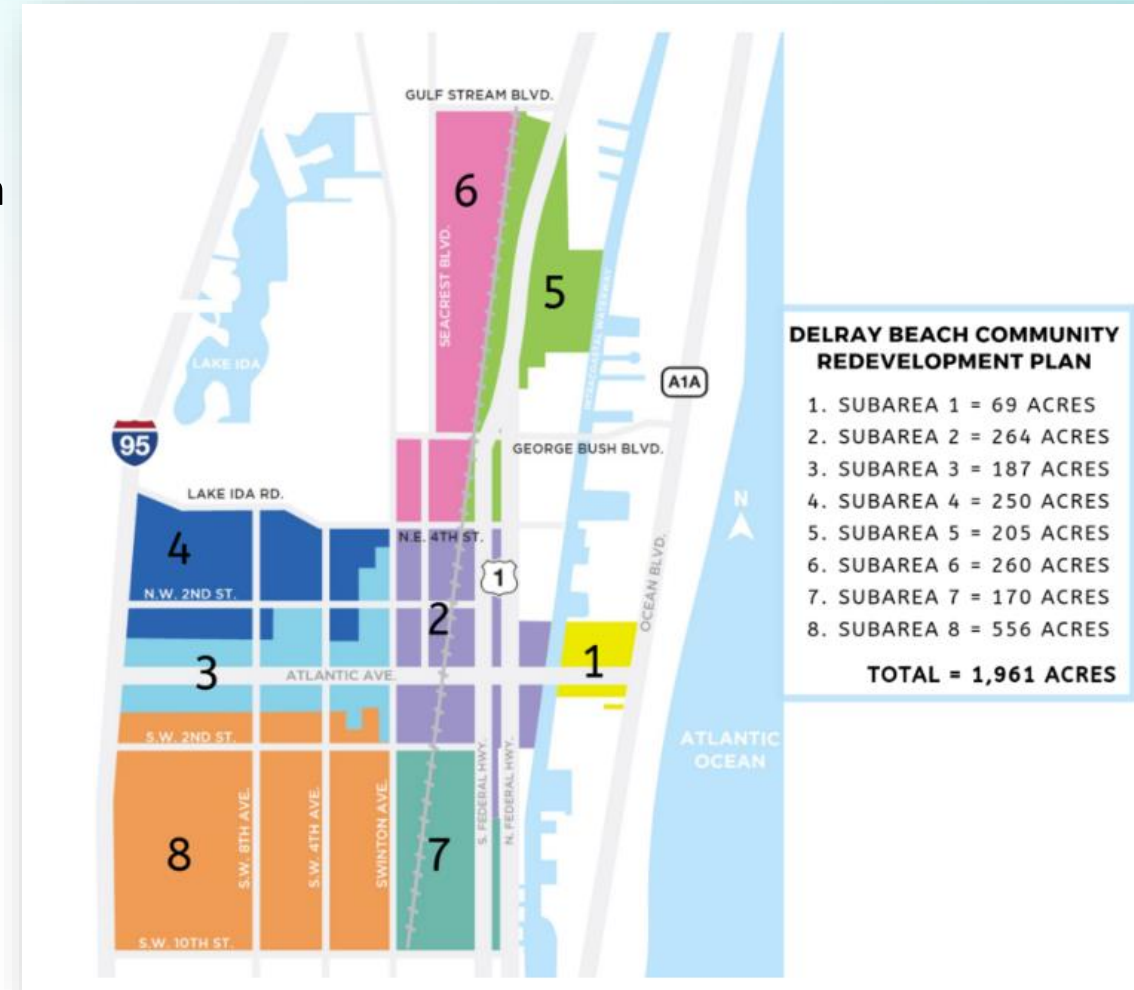 GULF STREAM BLVD.
6
SEACREST BLVD.
5
INTRACOASTAL WATERWAY
LAKE IDA
A1A
95
GEORGE BUSH BLVD.
LAKE IDA RD.
N
4
N.E. 4TH ST.
1
OCEAN BLVD.
N.W. 2ND ST.
2
3
ATLANTIC AVE.
1
S.W. 2ND ST.
ATLANTIC
OCEAN
8
S.W. 8TH AVE.
S.W. 4TH AVE.
SWINTON AVE.
7
S. FEDERAL HWY.
N. FEDERAL HWY.
S.W. 10TH ST.
DELRAY BEACH COMMUNITY
REDEVELOPMENT PLAN
1. SUBAREA 1 = 69 ACRES
2. SUBAREA 2 = 264 ACRES
3. SUBAREA 3 = 187 ACRES
4. SUBAREA 4 = 250 ACRES
5. SUBAREA 5 = 205 ACRES
6. SUBAREA 6 = 260 ACRES
7. SUBAREA 7 = 170 ACRES
8. SUBAREA 8 = 556 ACRES
TOTAL = 1,961 ACRES